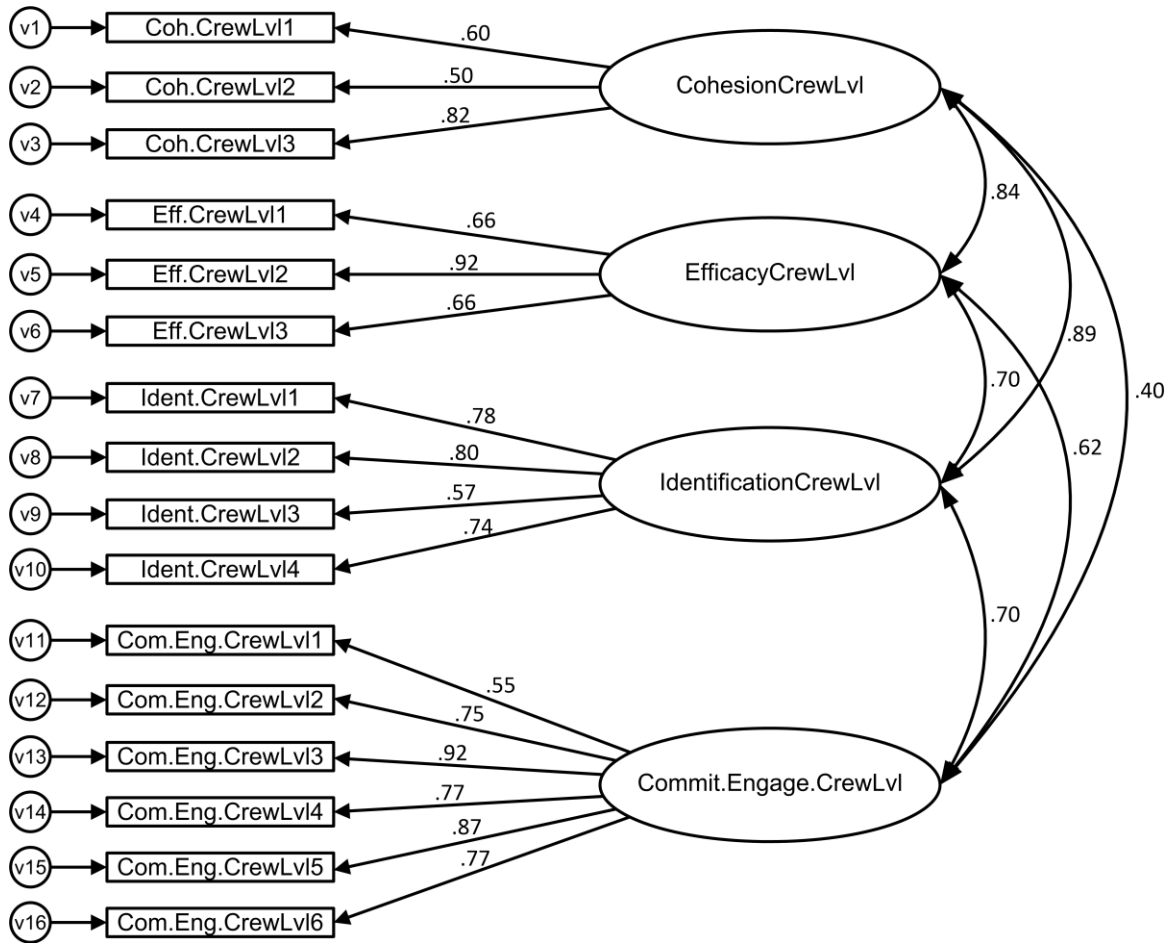 v1 Coh.CrewLvl1
.60
v2 Coh.CrewLvl2
.50
CohesionCrewLvl
v3 Coh.CrewLvl3
.82
.84
v4 Eff.CrewLvl1
.66
v5 Eff.CrewLvl2
.92
EfficacyCrewLvl
v6 Eff.CrewLvl3
.66
.89
.70
.40
v7 Ident.CrewLvl1
.78
.62
v8 Ident.CrewLvl2
.80
IdentificationCrewLvl
v9 Ident.CrewLvl3
.57
v10 Ident.CrewLvl4
.74
.70
v11 Com.Eng.CrewLvl1
.55
v12 Com.Eng.CrewLvl2
.75
v13 Com.Eng.CrewLvl3
.92
Commit.Engage.CrewLvl
v14 Com.Eng.CrewLvl4
.77
v15 Com.Eng.CrewLvl5
.87
v16 Com.Eng.CrewLvl6
.77